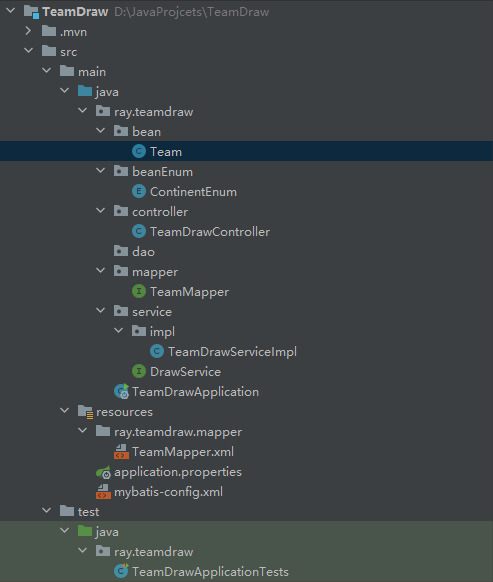 TeamDraw D:\JavaProjcets\TeamDraw
.mvn
src
main
java
ray.teamdraw
bean
C Team
beanEnum
E ContinentEnum
controller
C TeamDrawController
dao
mapper
I TeamMapper
service
impl
C TeamDrawServiceImpl
I DrawService
TeamDrawApplication
resources
ray.teamdraw.mapper
TeamMapper.xml
application.properties
mybatis-config.xml
test
java
ray.teamdraw
TeamDrawApplicationTests